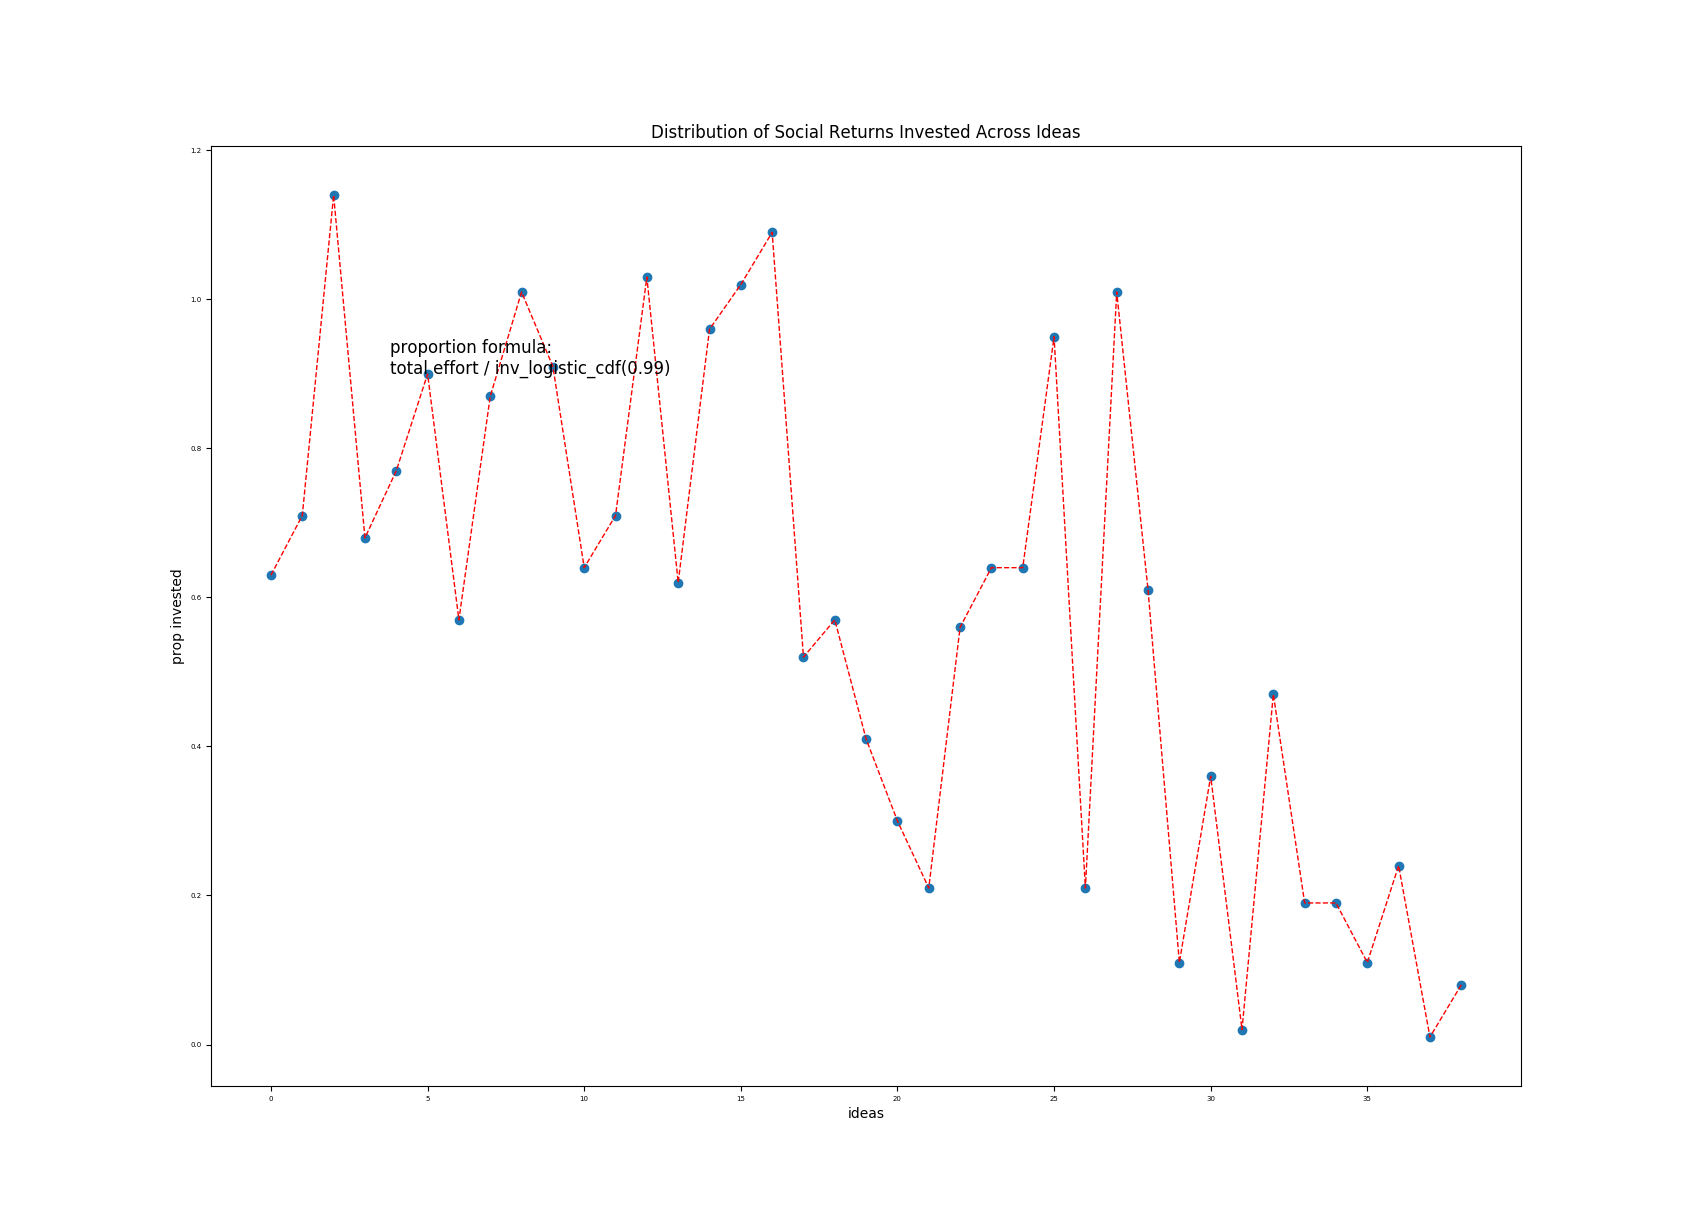 Distribution of Social Returns Invested Across Ideas
1.2
1.0
0.8
0.6
0.4
0.2
0.0
prop invested
proportion formula:
total effort / inv_logistic_cdf(0.99)
0 5 10 15 20 25 30 35
ideas